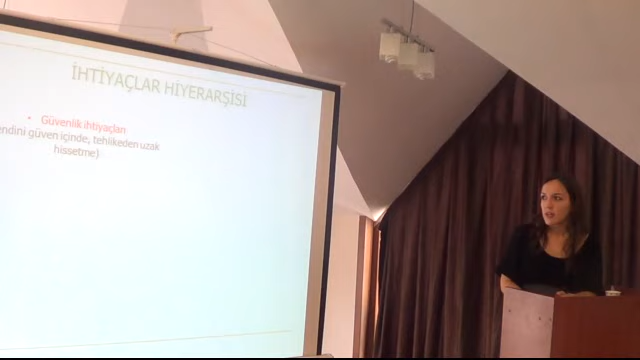 İHTİYAÇLAR HİYERARŞİSİ
• Güvenlik ihtiyaçları
endini güven içinde, tehlikeden uzak
hissetme)